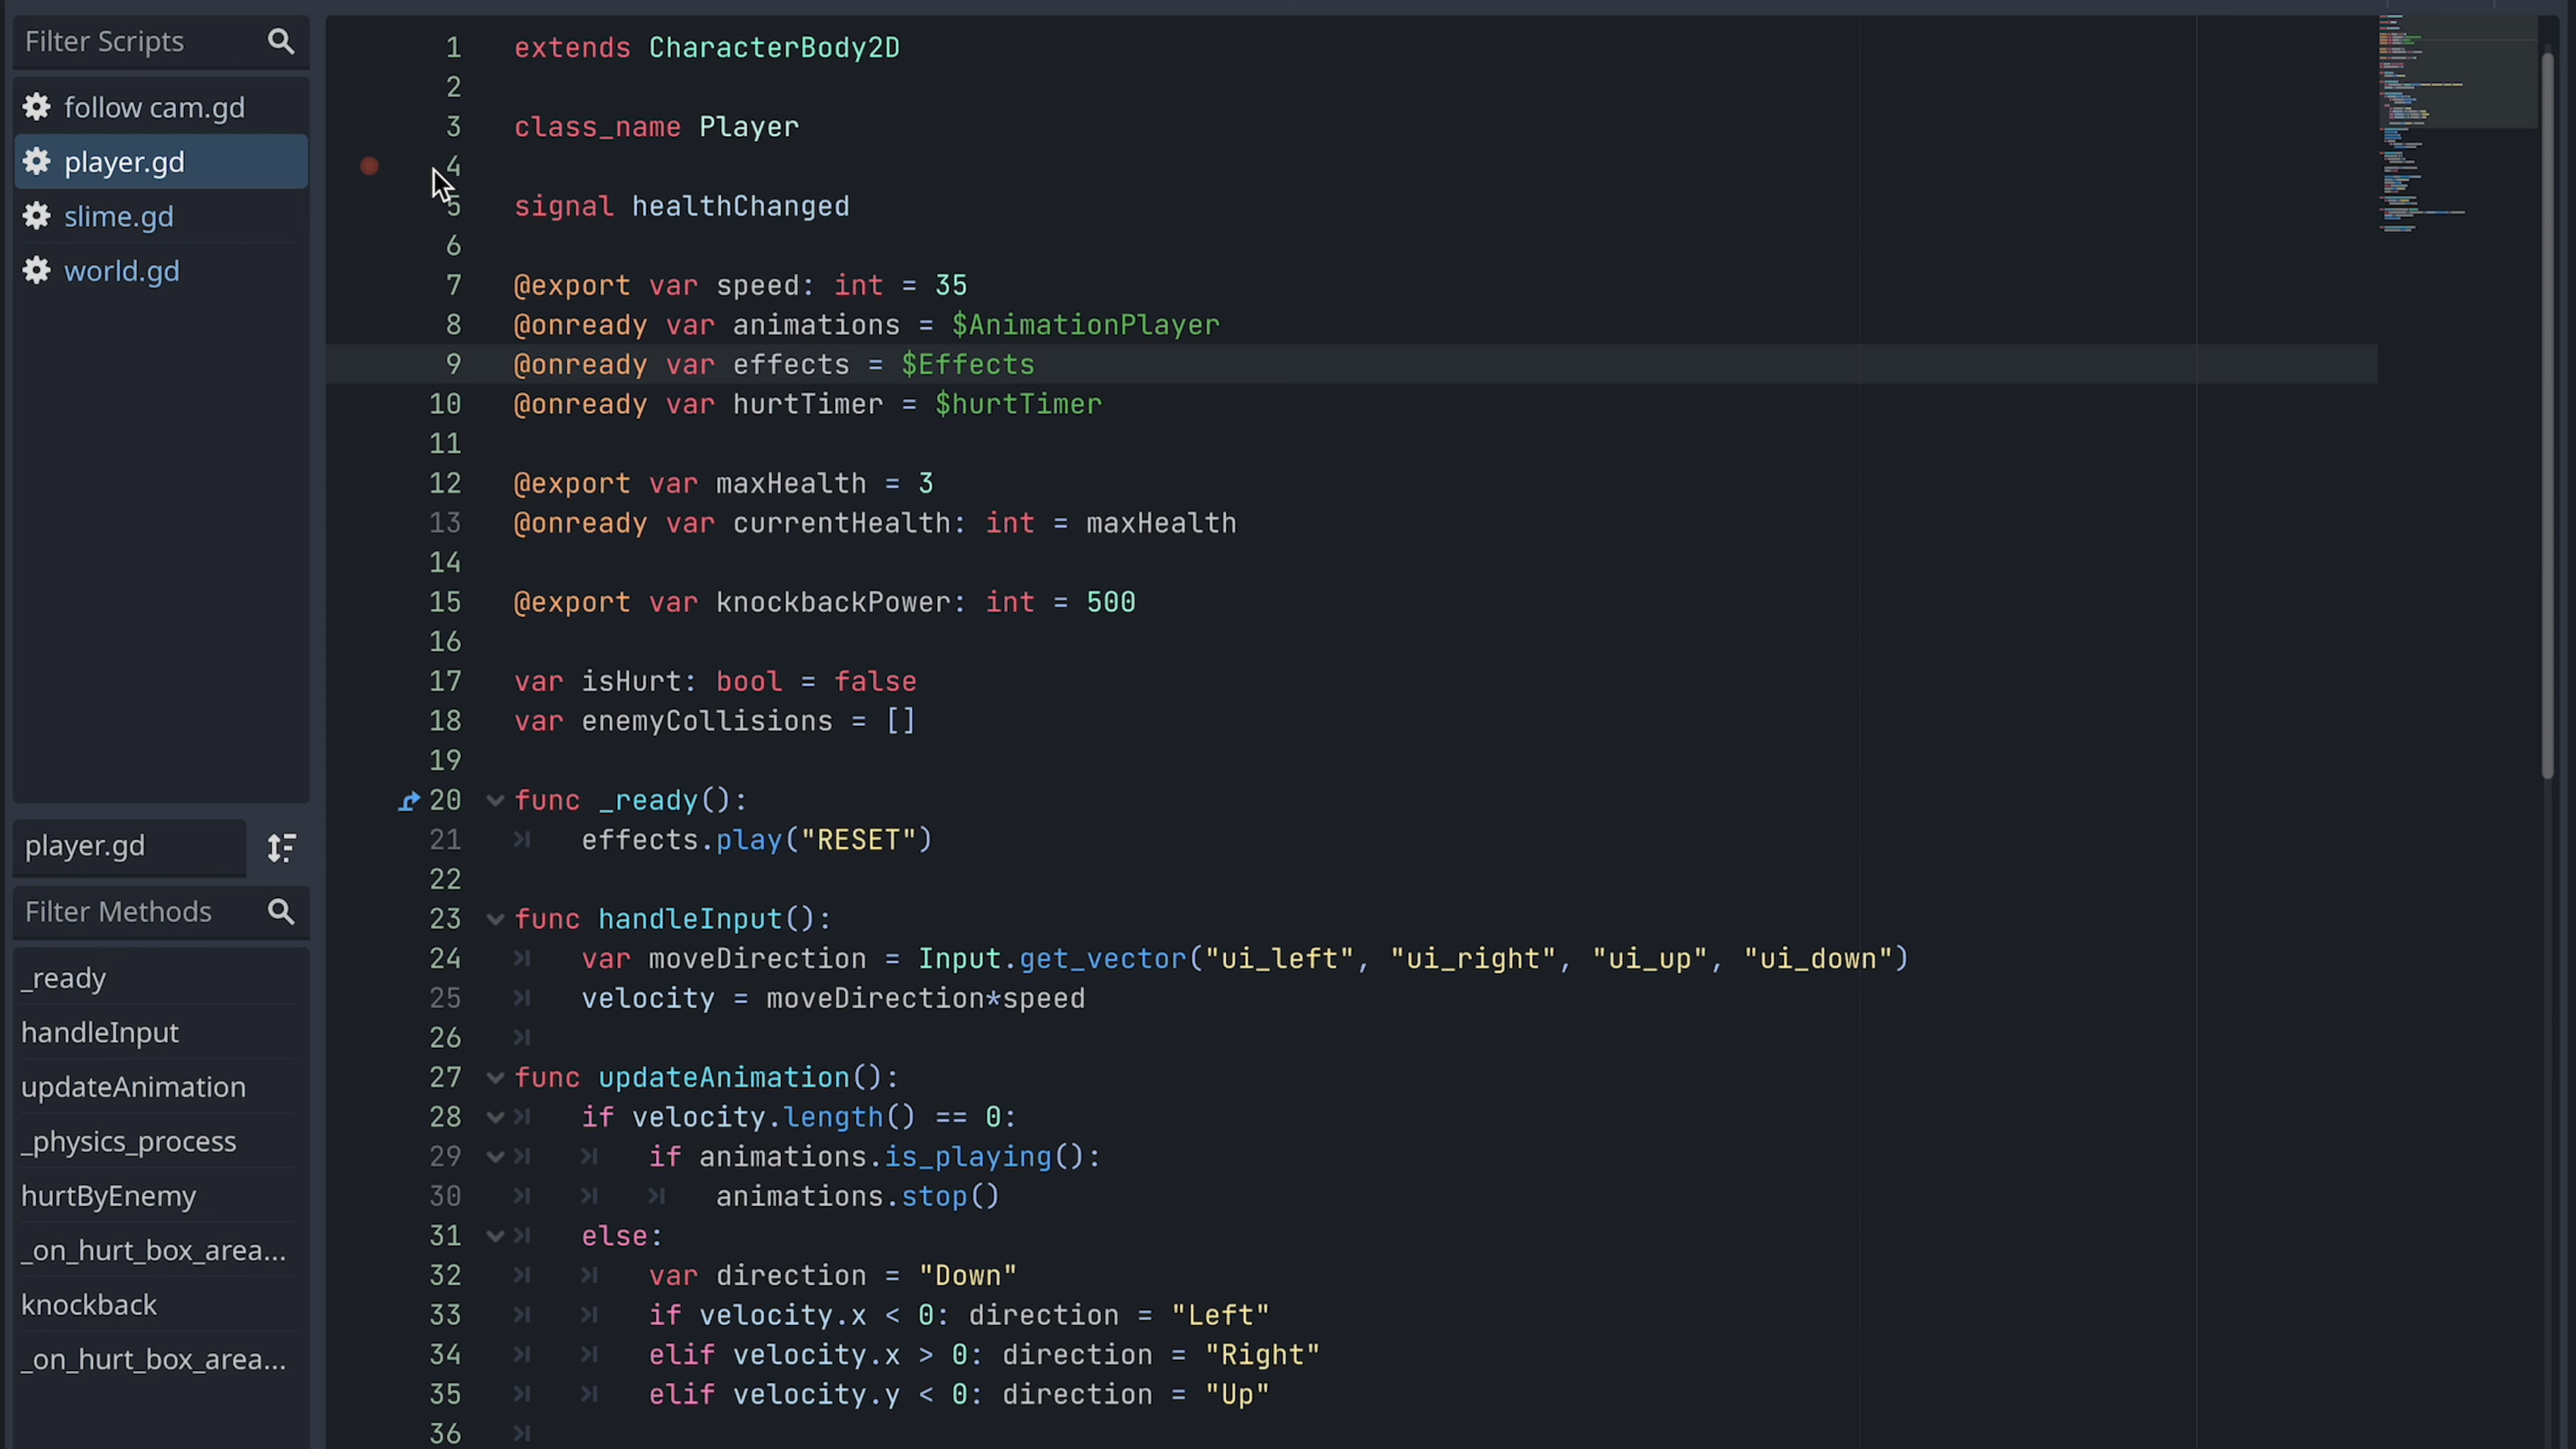 Filter Scripts
follow cam.gd
player.gd
slime.gd
world.gd
player.gd
Filter Methods
_ready
handleInput
updateAnimation
_physics_process
hurtByEnemy
_on_hurt_box_area...
knockback
_on_hurt_box_area...
1 extends CharacterBody2D
2
3 class_name Player
4
5 signal healthChanged
6
7 @export var speed: int = 35
8 @onready var animations = $AnimationPlayer
9 @onready var effects = $Effects
10 @onready var hurtTimer = $hurtTimer
11
12 @export var maxHealth = 3
13 @onready var currentHealth: int = maxHealth
14
15 @export var knockbackPower: int = 500
16
17 var isHurt: bool = false
18 var enemyCollisions = []
19
20 func _ready():
21 effects.play("RESET")
22
23 func handleInput():
24 var moveDirection = Input.get_vector("ui_left", "ui_right", "ui_up", "ui_down")
25 velocity = moveDirection*speed
26
27 func updateAnimation():
28 if velocity.length() == 0:
29 if animations.is_playing():
30 animations.stop()
31 else:
32 var direction = "Down"
33 if velocity.x < 0: direction = "Left"
34 elif velocity.x > 0: direction = "Right"
35 elif velocity.y < 0: direction = "Up"
36